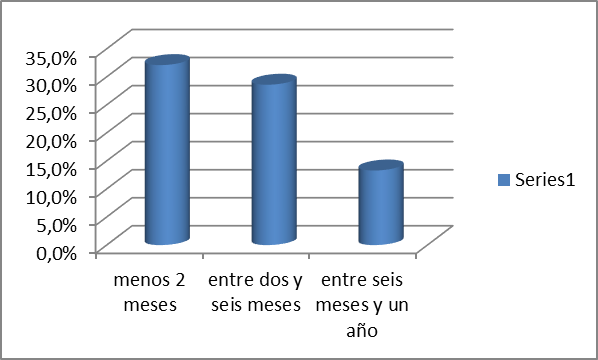 35,0%
30,0%
25,0%
20,0%
15,0%
10,0%
5,0%
0,0%
menos 2
meses
entre dos y
seis meses
entre seis
meses y un
año
Series1